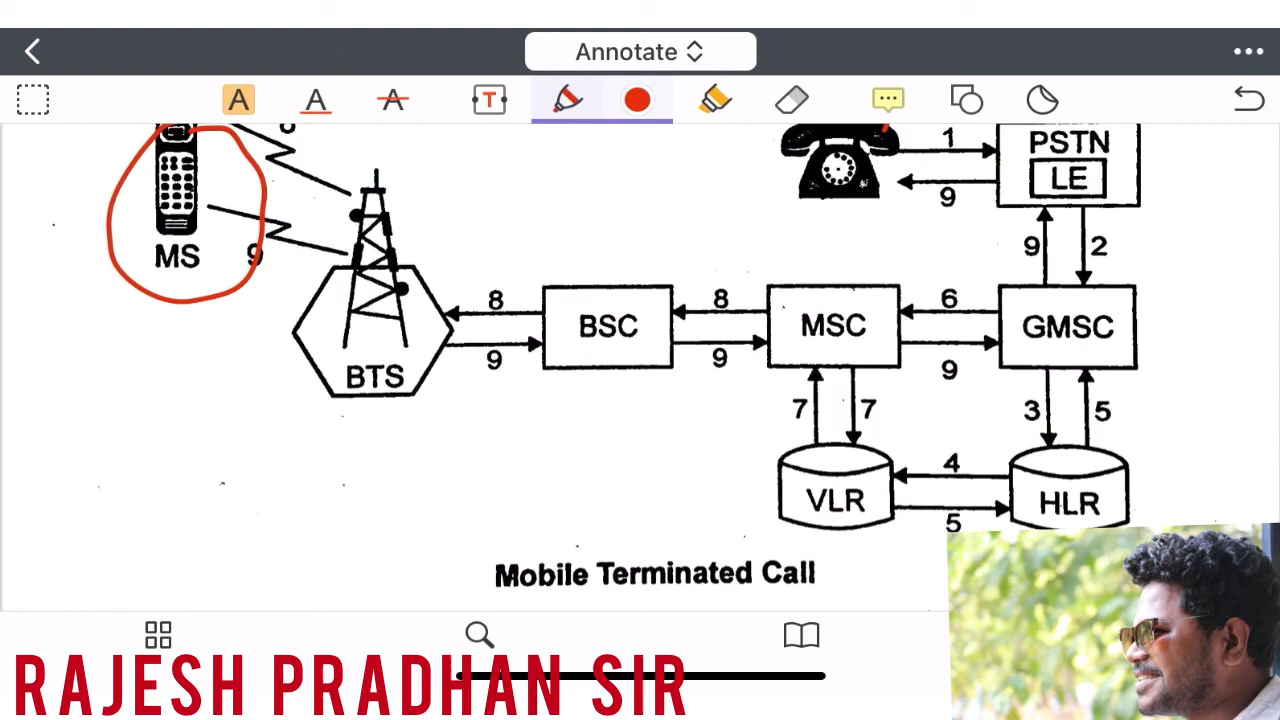 Annotate
A A A T
1 PSTN
LE
9
MS 9
9 2
8 8 6
BSC MSC GMSC
9 9 9
BTS
7 7 3 5
4
VLR HLR
5
Mobile Terminated Call
RAJESH PRADHAN SIR